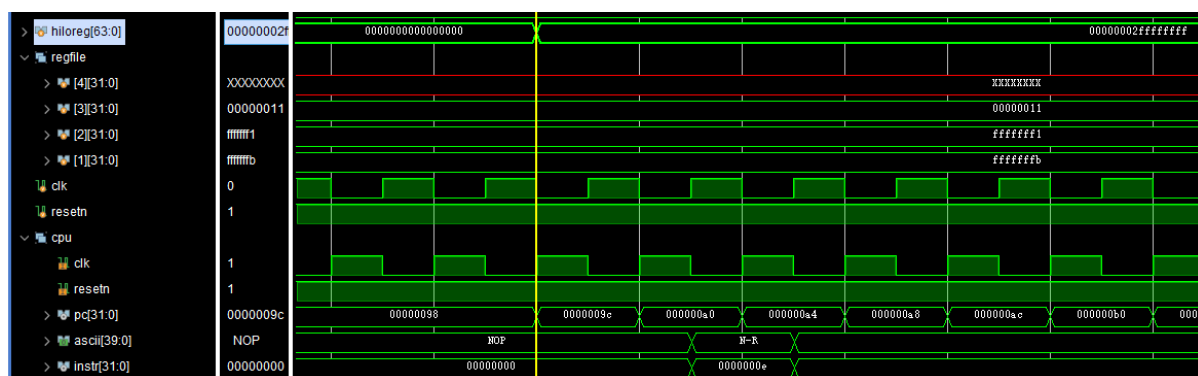 hiloreg[63:0] 00000002f 0000000000000000 00000002ffffffff
regfile
[4][31:0] XXXXXXXX XXXXXXXX
[3][31:0] 00000011 00000011
[2][31:0] fffffff1 fffffff1
[1][31:0] fffffffb fffffffb
clk 0
resetn 1
cpu
clk 1
resetn 1
pc[31:0] 0000009c 00000098 0000009c 000000a0 000000a4 000000a8 000000ac 000000b0 000
ascii[39:0] NOP NOP N-R
instr[31:0] 00000000 00000000 0000000e